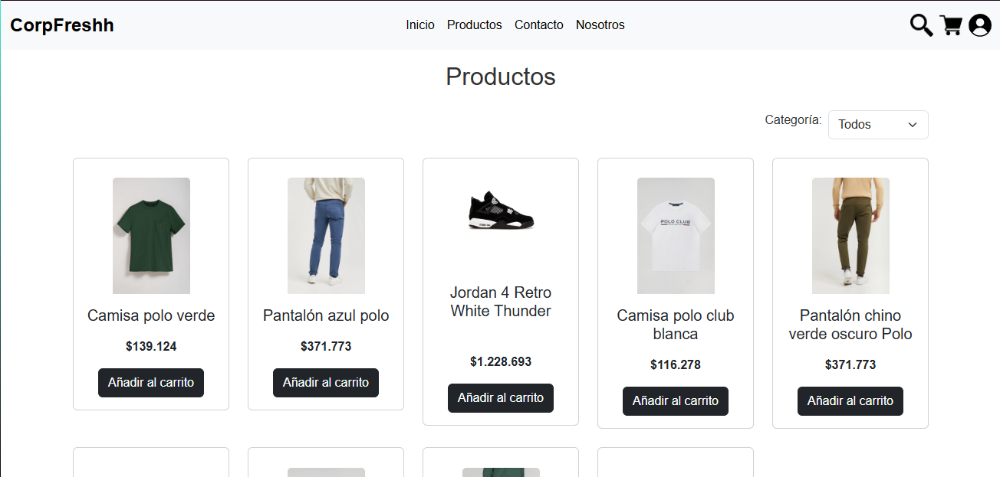 CorpFreshh
Inicio Productos Contacto Nosotros
Productos
Categoría: Todos
POLO CLUB
Camisa polo verde
$139.124
Añadir al carrito
Pantalón azul polo
$371.773
Añadir al carrito
Jordan 4 Retro
White Thunder
$1.228.693
Añadir al carrito
Camisa polo club
blanca
$116.278
Añadir al carrito
Pantalón chino
verde oscuro Polo
$371.773
Añadir al carrito